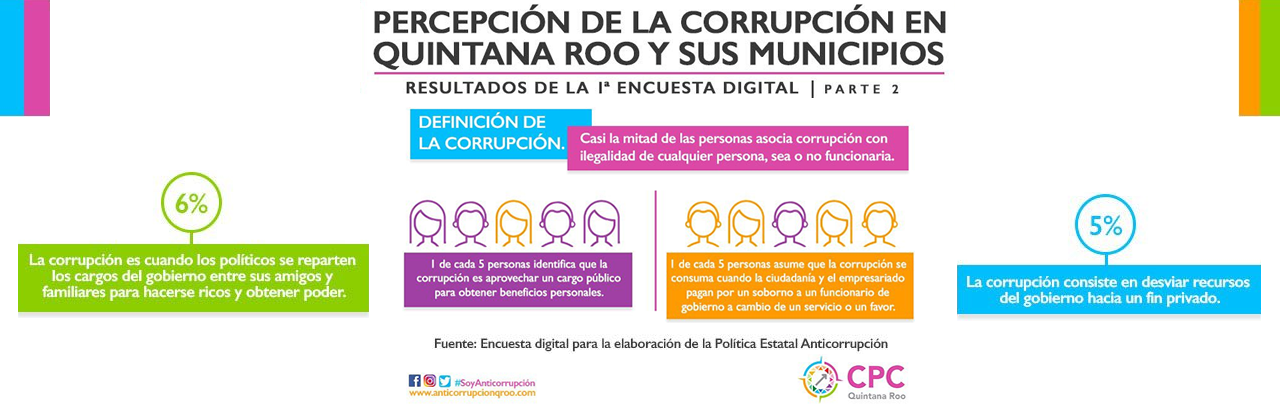 PERCEPCIÓN DE LA CORRUPCIÓN EN
QUINTANA ROO Y SUS MUNICIPIOS
RESULTADOS DE LA 1ª ENCUESTA DIGITAL | PARTE 2
DEFINICIÓN DE
LA CORRUPCIÓN.
Casi la mitad de las personas asocia corrupción con
ilegalidad de cualquier persona, sea o no funcionaria.
6%
La corrupción es cuando los políticos se reparten
los cargos del gobierno entre sus amigos y
familiares para hacerse ricos y obtener poder.
1 de cada 5 personas identifica que la
corrupción es aprovechar un cargo público
para obtener beneficios personales.
1 de cada 5 personas asume que la corrupción se
consuma cuando la ciudadanía y el empresariado
pagan por un soborno a un funcionario de
gobierno a cambio de un servicio o un favor.
5%
La corrupción consiste en desviar recursos
del gobierno hacia un fin privado.
Fuente: Encuesta digital para la elaboración de la Política Estatal Anticorrupción
#SoyAnticorrupción
www.anticorrupcionqroo.com
CPC
Quintana Roo